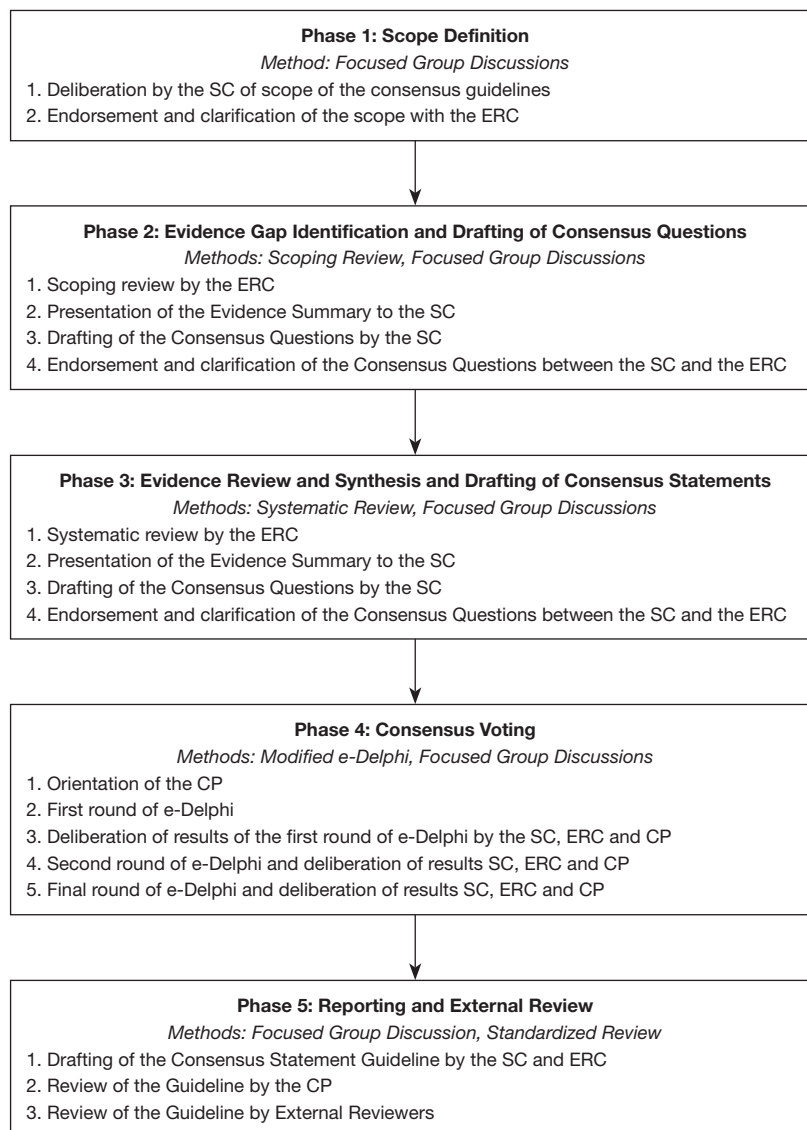 Phase 1: Scope Definition
Method: Focused Group Discussions
1. Deliberation by the SC of scope of the consensus guidelines
2. Endorsement and clarification of the scope with the ERC
Phase 2: Evidence Gap Identification and Drafting of Consensus Questions
Methods: Scoping Review, Focused Group Discussions
1. Scoping review by the ERC
2. Presentation of the Evidence Summary to the SC
3. Drafting of the Consensus Questions by the SC
4. Endorsement and clarification of the Consensus Questions between the SC and the ERC
Phase 3: Evidence Review and Synthesis and Drafting of Consensus Statements
Methods: Systematic Review, Focused Group Discussions
1. Systematic review by the ERC
2. Presentation of the Evidence Summary to the SC
3. Drafting of the Consensus Questions by the SC
4. Endorsement and clarification of the Consensus Questions between the SC and the ERC
Phase 4: Consensus Voting
Methods: Modified e-Delphi, Focused Group Discussions
1. Orientation of the CP
2. First round of e-Delphi
3. Deliberation of results of the first round of e-Delphi by the SC, ERC and CP
4. Second round of e-Delphi and deliberation of results SC, ERC and CP
5. Final round of e-Delphi and deliberation of results SC, ERC and CP
Phase 5: Reporting and External Review
Methods: Focused Group Discussion, Standardized Review
1. Drafting of the Consensus Statement Guideline by the SC and ERC
2. Review of the Guideline by the CP
3. Review of the Guideline by External Reviewers